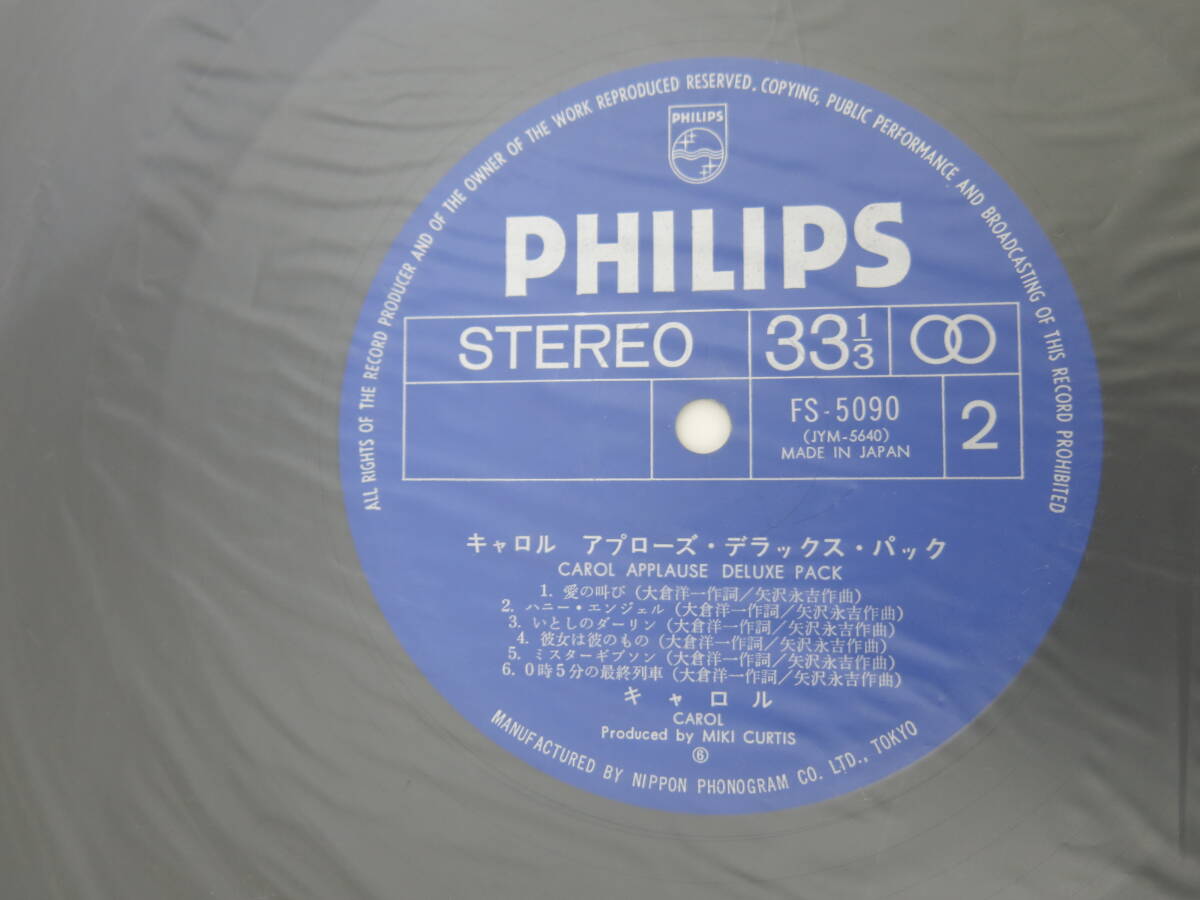 ALL RIGHTS OF THE RECORD PRODUCER AND OF THE OWNER OF THE WORK REPRODUCED RESERVED. COPYING, PUBLIC PERFORMANCE AND BROADCASTING OF THIS RECORD PROHIBITED
PHILIPS
PHILIPS
STEREO 33 1/3
FS-5090
(JYM-5640)
MADE IN JAPAN
2
キャロル アプローズ・デラックス・パック
CAROL APPLAUSE DELUXE PACK
1. 愛の叫び (大倉洋一作詞/矢沢永吉作曲)
2. ハニー・エンジェル (大倉洋一作詞/矢沢永吉作曲)
3. いとしのダーリン (大倉洋一作詞/矢沢永吉作曲)
4. 彼女は彼のもの (大倉洋一作詞/矢沢永吉作曲)
5. ミスターギブソン (大倉洋一作詞/矢沢永吉作曲)
6. 0時5分の最終列車 (大倉洋一作詞/矢沢永吉作曲)
キャロル
CAROL
Produced by MIKI CURTIS
⑥
MANUFACTURED BY NIPPON PHONOGRAM CO. LTD., TOKYO